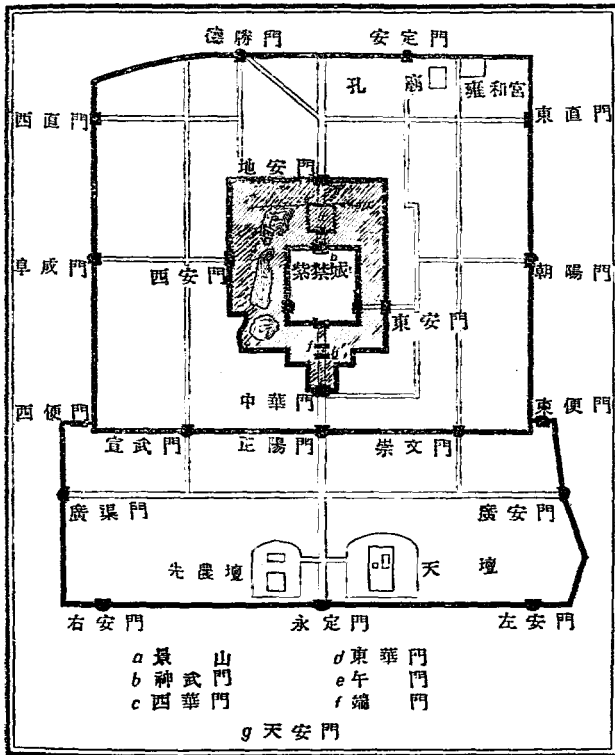 德勝門 安定門
孔廟 雍和宮
西直門 東直門
地安門
阜成門 西安門 紫禁城 b 朝陽門
東安門
f
g
中華門
西便門 東便門
宣武門 正陽門 崇文門
廣渠門 廣安門
先農壇 天壇
右安門 永定門 左安門
a 景山 d 東華門
b 神武門 e 午門
c 西華門 f 端門
g 天安門